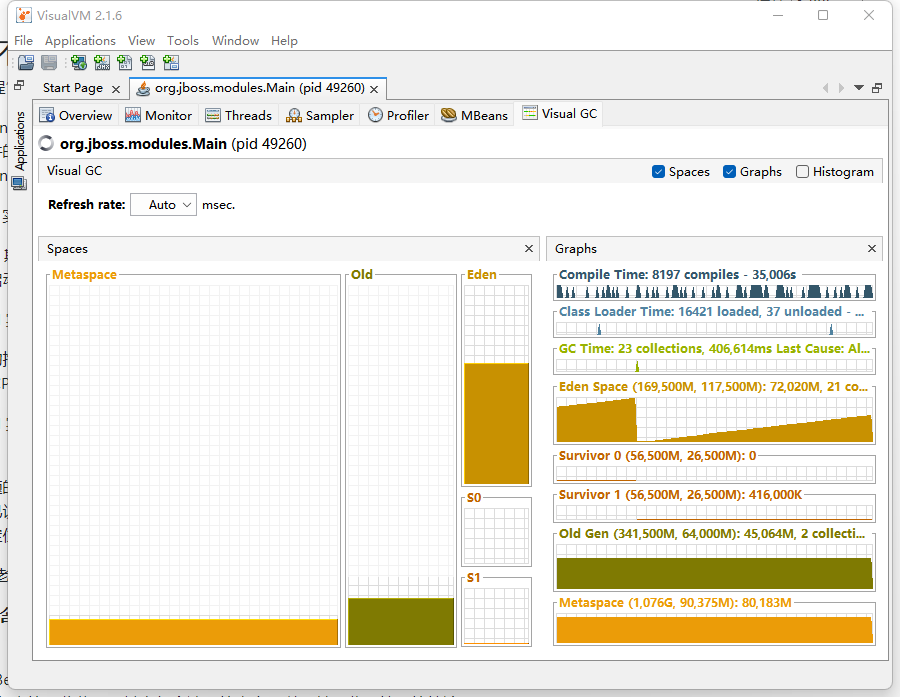 VisualVM 2.1.6
File Applications View Tools Window Help
Start Page
org.jboss.modules.Main (pid 49260)
Applications
Overview Monitor Threads Sampler Profiler MBeans Visual GC
org.jboss.modules.Main (pid 49260)
Visual GC
Spaces Graphs Histogram
Refresh rate: Auto msec.
Spaces
Metaspace
Old
Eden
S0
S1
Graphs
Compile Time: 8197 compiles - 35,006s
Class Loader Time: 16421 loaded, 37 unloaded - ...
GC Time: 23 collections, 406,614ms Last Cause: Al...
Eden Space (169,500M, 117,500M): 72,020M, 21 co...
Survivor 0 (56,500M, 26,500M): 0
Survivor 1 (56,500M, 26,500M): 416,000K
Old Gen (341,500M, 64,000M): 45,064M, 2 collecti...
Metaspace (1,076G, 90,375M): 80,183M